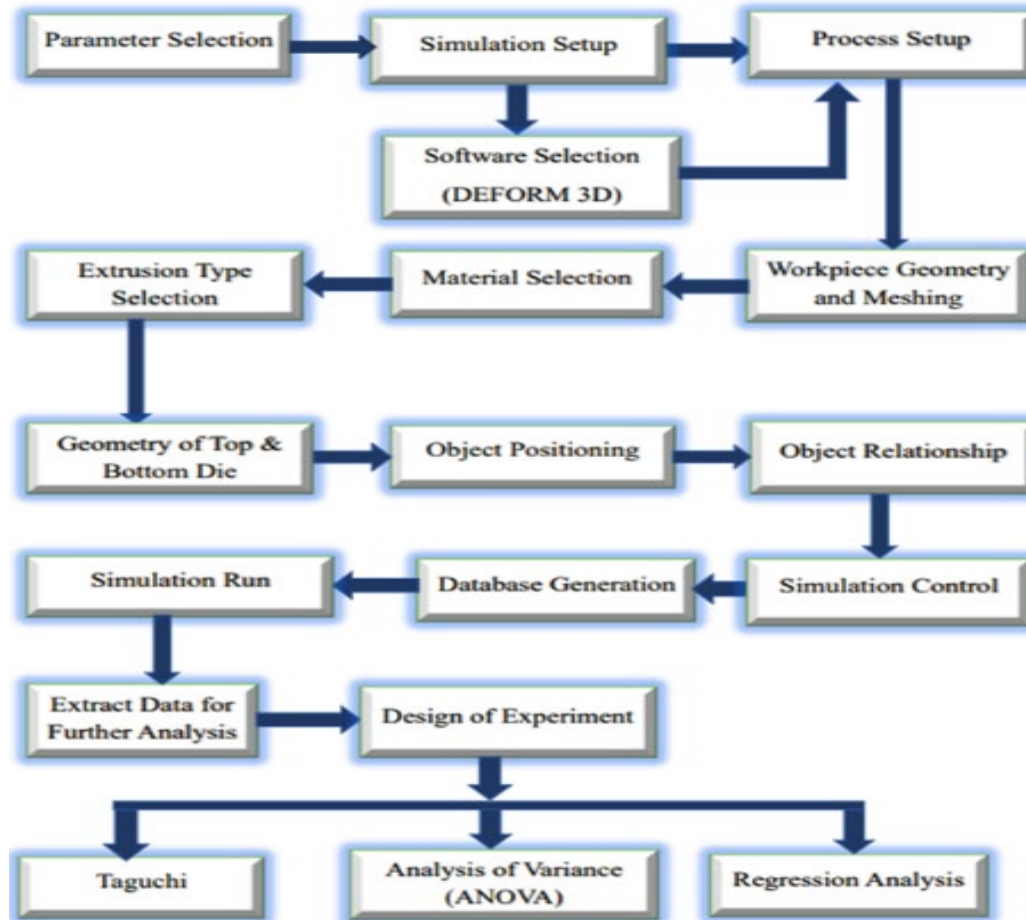 Parameter Selection
Simulation Setup
Process Setup
Software Selection
(DEFORM 3D)
Extrusion Type
Selection
Material Selection
Workpiece Geometry
and Meshing
Geometry of Top &
Bottom Die
Object Positioning
Object Relationship
Simulation Run
Database Generation
Simulation Control
Extract Data for
Further Analysis
Design of Experiment
Taguchi
Analysis of Variance
(ANOVA)
Regression Analysis